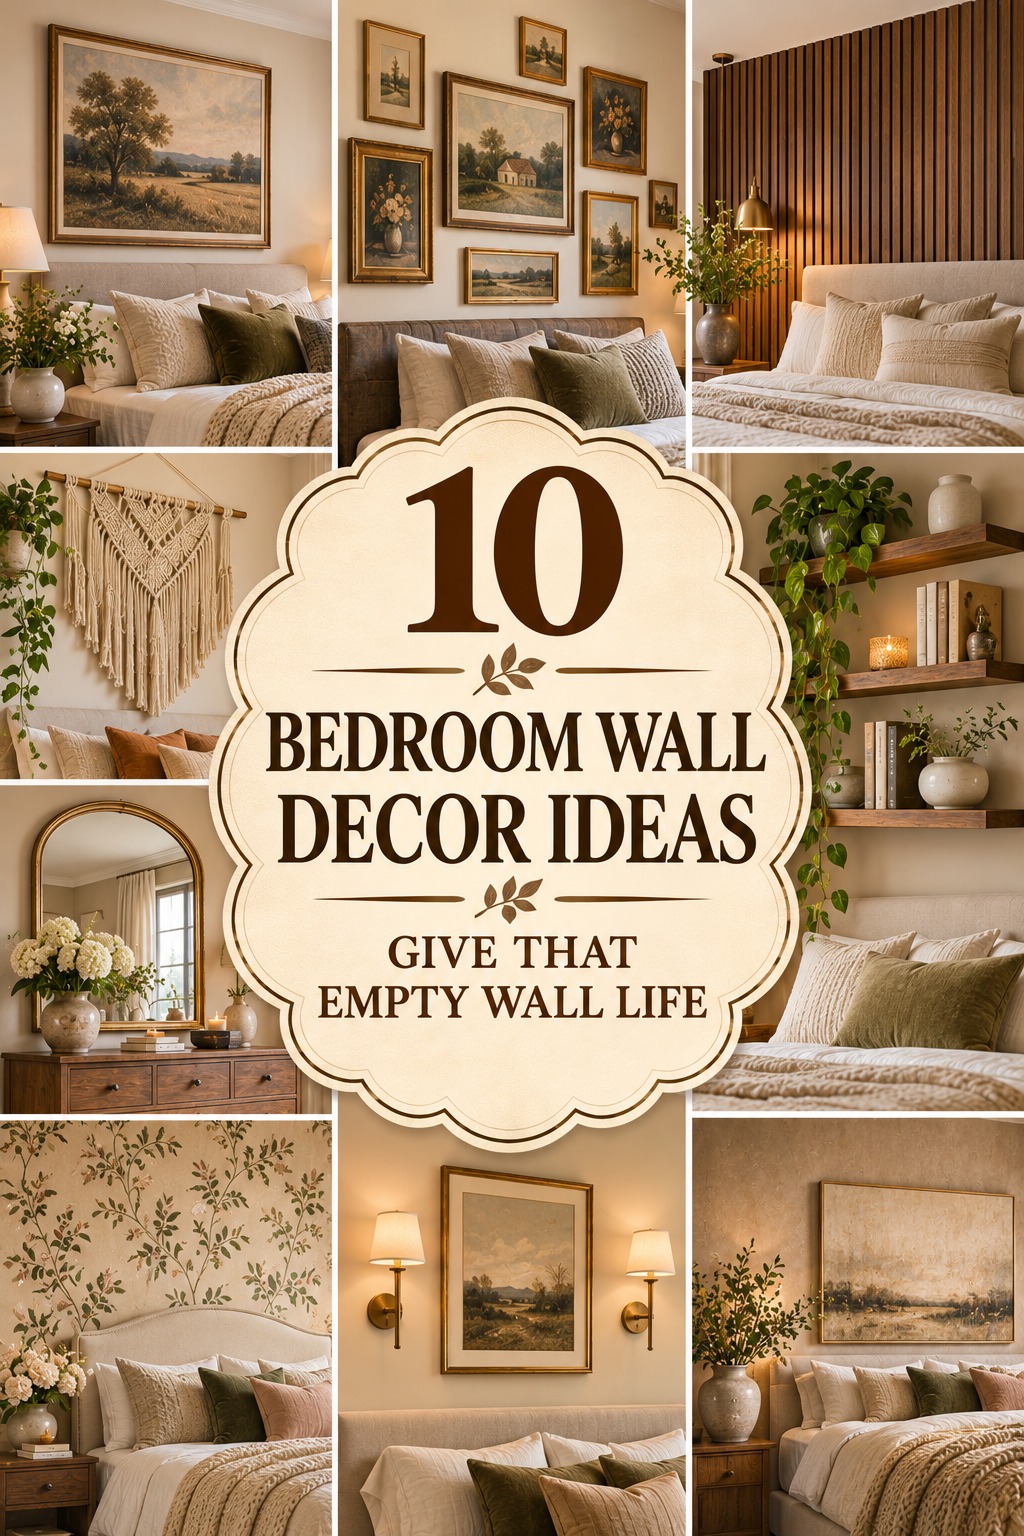 10
BEDROOM WALL
DECOR IDEAS
GIVE THAT
EMPTY WALL LIFE